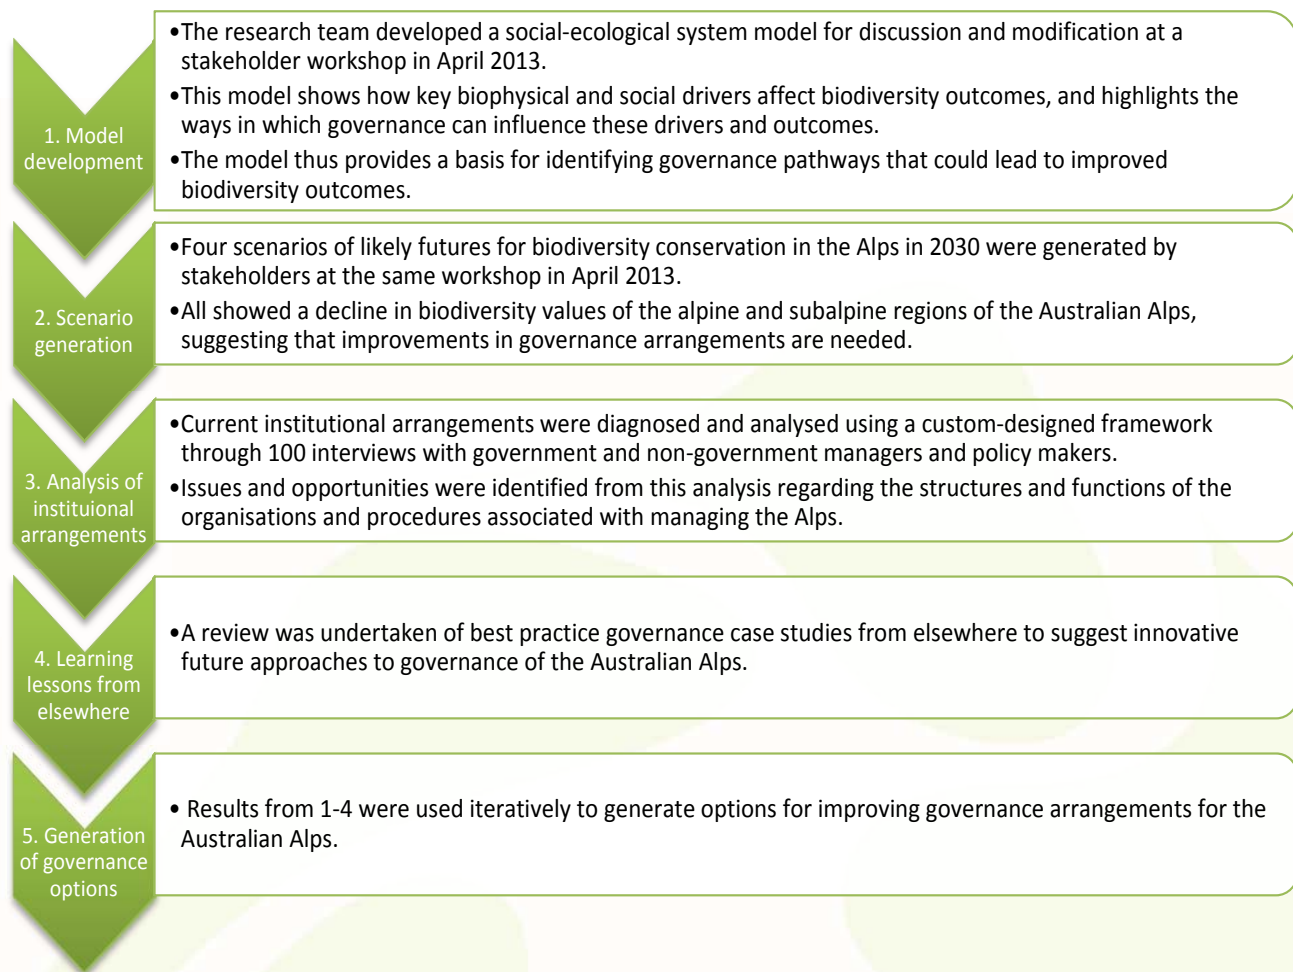 1. Model
development
•The research team developed a social-ecological system model for discussion and modification at a
stakeholder workshop in April 2013.
•This model shows how key biophysical and social drivers affect biodiversity outcomes, and highlights the
ways in which governance can influence these drivers and outcomes.
•The model thus provides a basis for identifying governance pathways that could lead to improved
biodiversity outcomes.
2. Scenario
generation
•Four scenarios of likely futures for biodiversity conservation in the Alps in 2030 were generated by
stakeholders at the same workshop in April 2013.
•All showed a decline in biodiversity values of the alpine and subalpine regions of the Australian Alps,
suggesting that improvements in governance arrangements are needed.
3. Analysis of
instituional
arrangements
•Current institutional arrangements were diagnosed and analysed using a custom-designed framework
through 100 interviews with government and non-government managers and policy makers.
•Issues and opportunities were identified from this analysis regarding the structures and functions of the
organisations and procedures associated with managing the Alps.
4. Learning
lessons from
elsewhere
•A review was undertaken of best practice governance case studies from elsewhere to suggest innovative
future approaches to governance of the Australian Alps.
5. Generation
of governance
options
• Results from 1-4 were used iteratively to generate options for improving governance arrangements for the
Australian Alps.